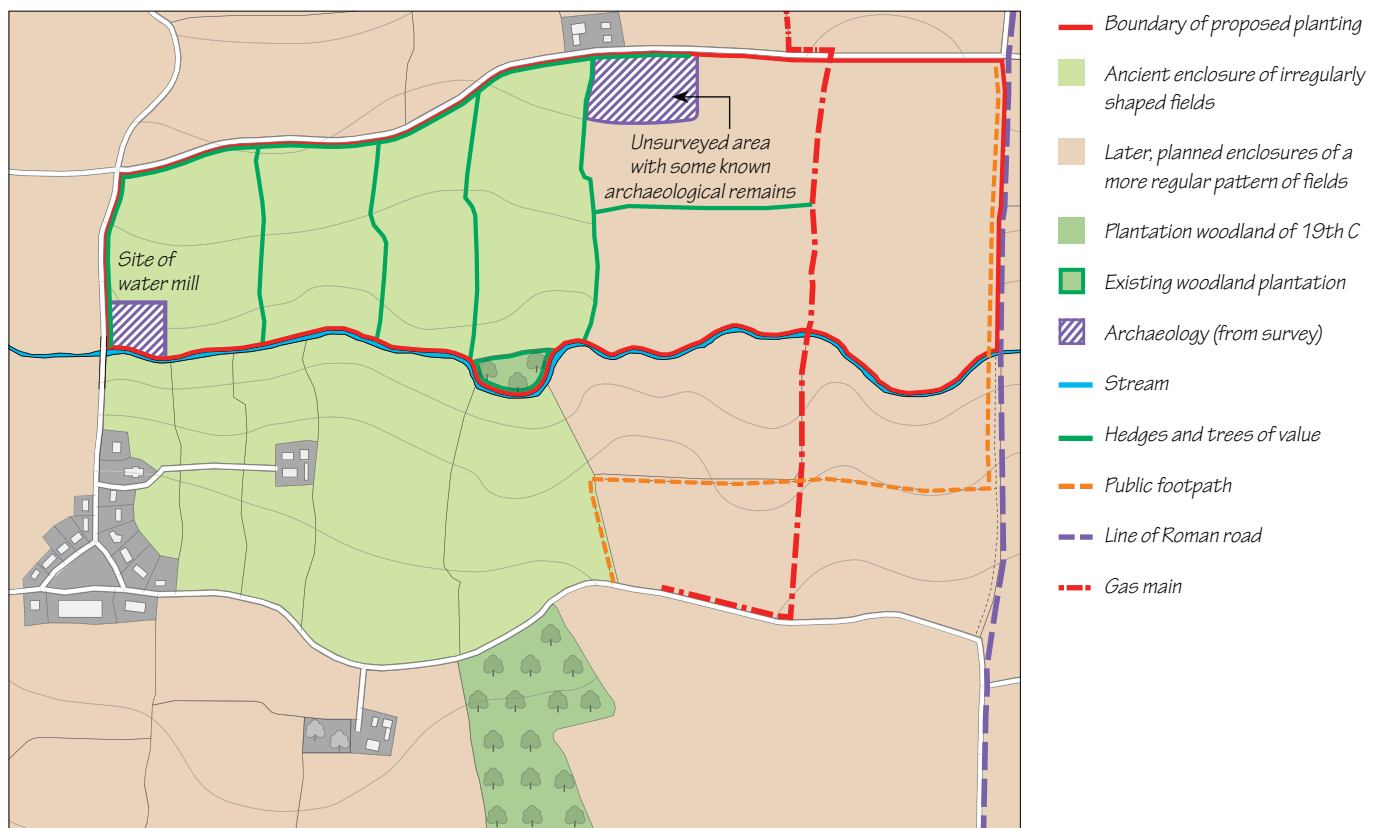 Site of
water mill
Unsurveyed area
with some known
archaeological remains
Boundary of proposed planting
Ancient enclosure of irregularly
shaped fields
Later, planned enclosures of a
more regular pattern of fields
Plantation woodland of 19th C
Existing woodland plantation
Archaeology (from survey)
Stream
Hedges and trees of value
Public footpath
Line of Roman road
Gas main